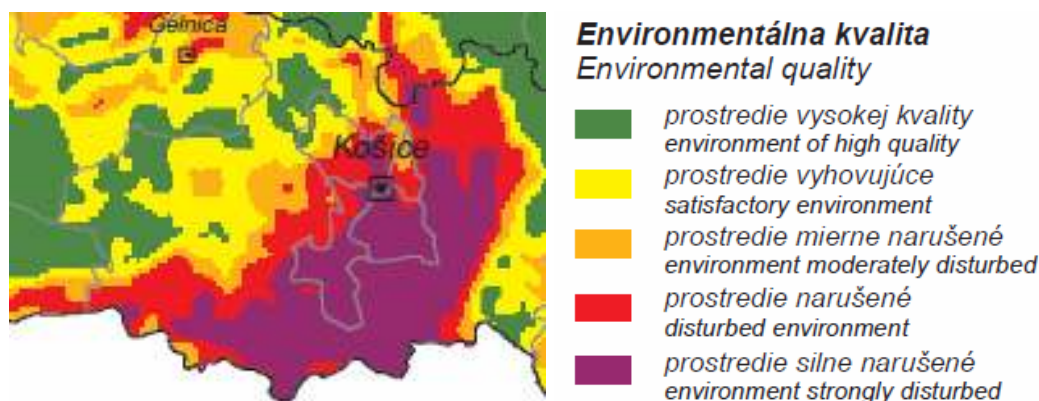 Gelnica
Košice
Environmentálna kvalita
Environmental quality
prostredie vysokej kvality
environment of high quality
prostredie vyhovujúce
satisfactory environment
prostredie mierne narušené
environment moderately disturbed
prostredie narušené
disturbed environment
prostredie silne narušené
environment strongly disturbed